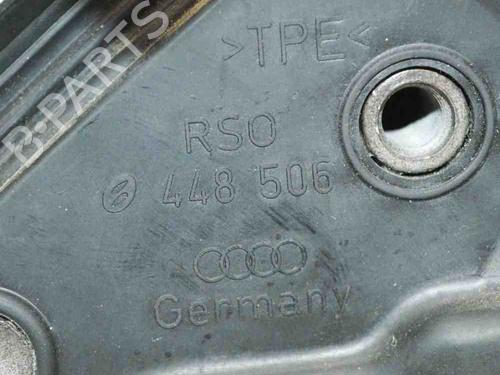 >TPE<
B-PARTS
RSO
448 506
Germany